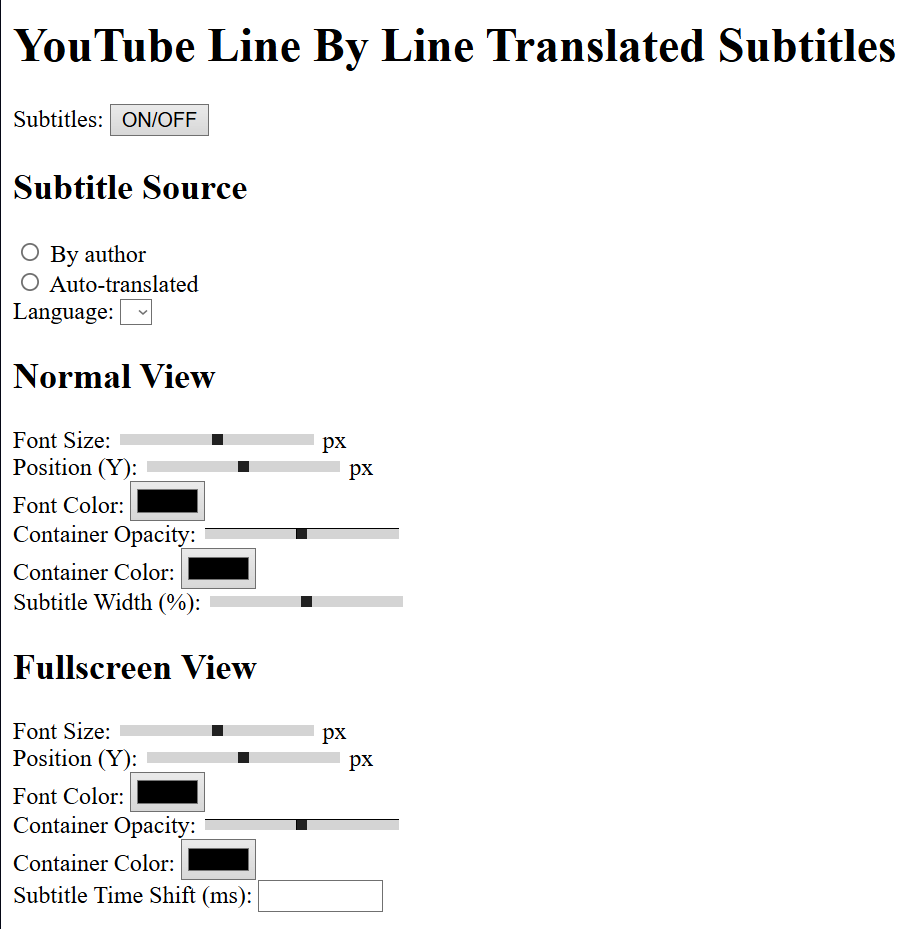 YouTube Line By Line Translated Subtitles
Subtitles: ON/OFF
Subtitle Source
By author
Auto-translated
Language:
Normal View
Font Size: px
Position (Y): px
Font Color:
Container Opacity:
Container Color:
Subtitle Width (%):
Fullscreen View
Font Size: px
Position (Y): px
Font Color:
Container Opacity:
Container Color:
Subtitle Time Shift (ms):